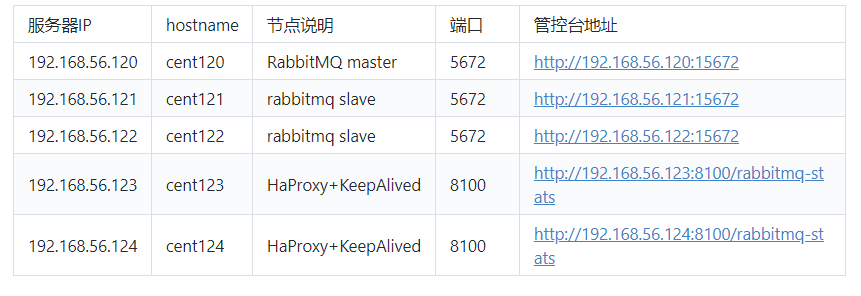 服务器IP hostname 节点说明 端口 管控台地址
192.168.56.120 cent120 RabbitMQ master 5672 http://192.168.56.120:15672
192.168.56.121 cent121 rabbitmq slave 5672 http://192.168.56.121:15672
192.168.56.122 cent122 rabbitmq slave 5672 http://192.168.56.122:15672
192.168.56.123 cent123 HaProxy+KeepAlived 8100 http://192.168.56.123:8100/rabbitmq-st
ats
192.168.56.124 cent124 HaProxy+KeepAlived 8100 http://192.168.56.124:8100/rabbitmq-st
ats